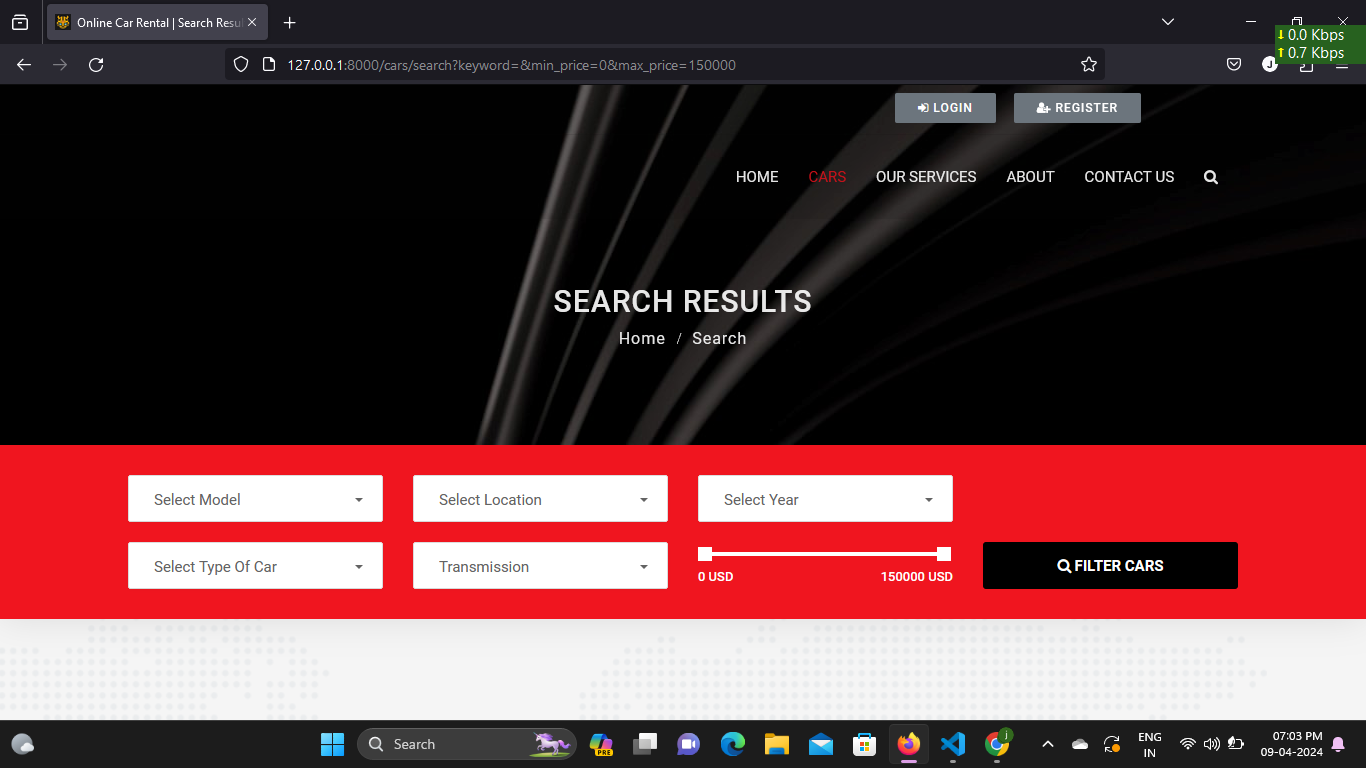 Online Car Rental | Search Resul
0.0 Kbps
0.7 Kbps
127.0.0.1:8000/cars/search?keyword=&min_price=0&max_price=150000
J
LOGIN REGISTER
HOME CARS OUR SERVICES ABOUT CONTACT US
SEARCH RESULTS
Home / Search
Select Model Select Location Select Year
Select Type Of Car Transmission FILTER CARS
0 USD 150000 USD
Search PRE j ENG 07:03 PM
IN 09-04-2024